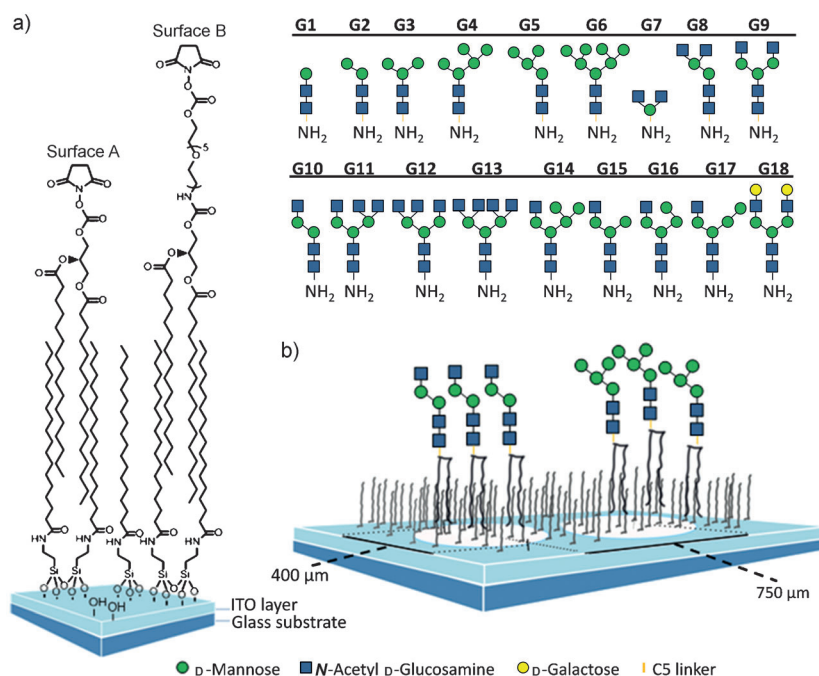 a)
Surface B
Surface A
O
N
O
O
O
O
O
5
O
HN
O
O
O
O
O
O
N
O
O
O
O
O
O
O
O
HN
O
HN
O
HN
O
HN
O
HN
O
Si
Si
Si
Si
Si
OH
OH
ITO layer
Glass substrate
G1 G2 G3 G4 G5 G6 G7 G8 G9
NH2 NH2 NH2 NH2 NH2 NH2 NH2 NH2 NH2
G10 G11 G12 G13 G14 G15 G16 G17 G18
NH2 NH2 NH2 NH2 NH2 NH2 NH2 NH2 NH2
b)
400 µm
750 µm
D-Mannose N-Acetyl D-Glucosamine D-Galactose C5 linker